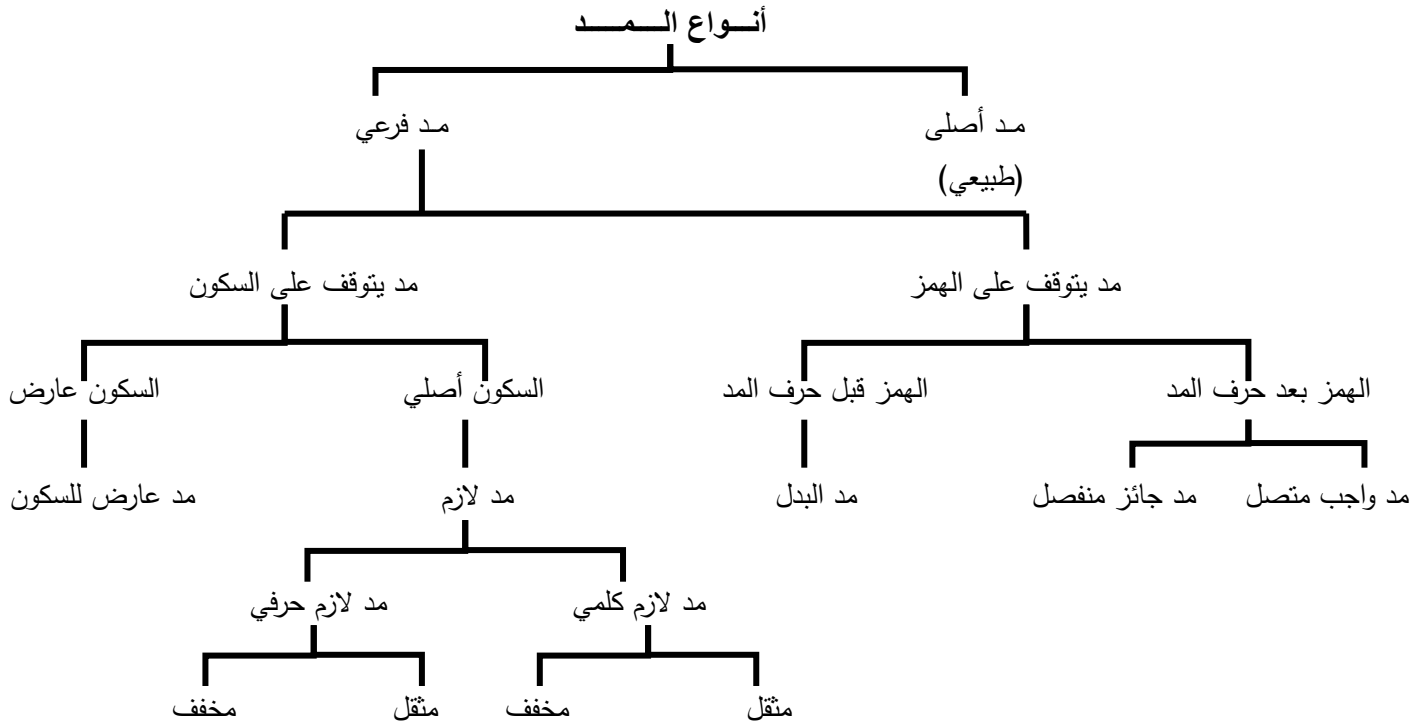 أنــواع الــمــــد
مـد أصلى
مـد فرعي
(طبيعي)
مد يتوقف على الهمز
مد يتوقف على السكون
الهمز بعد حرف المد
الهمز قبل حرف المد
السكون أصلي
السكون عارض
مد واجب متصل
مد جائز منفصل
مد البدل
مد لازم
مد عارض للسكون
مد لازم كلمي
مد لازم حرفي
مثقل
مخفف
مثقل
مخفف